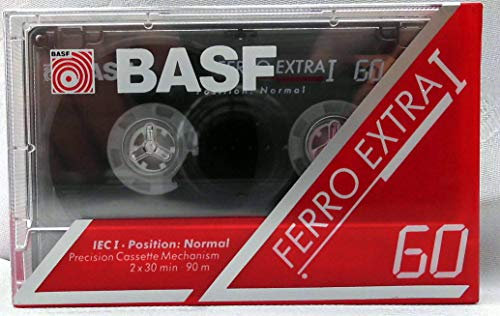 BASF
BASF
FERRO EXTRA I 60
Position: Normal
FERRO EXTRA I
IEC I · Position: Normal
Precision Cassette Mechanism
2 x 30 min 90 m
60